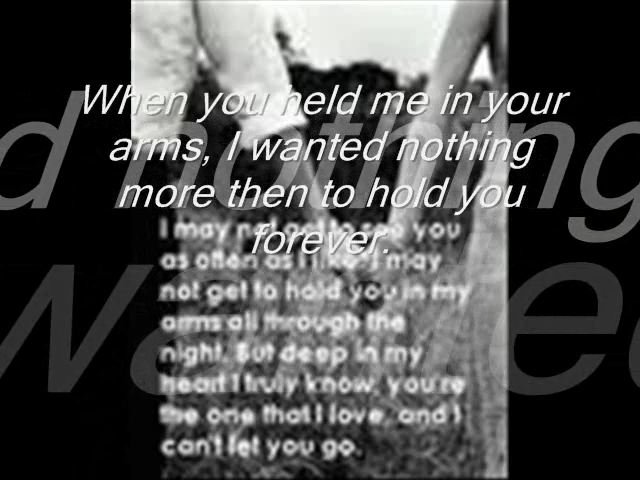 When you held me in your
arms, I wanted nothing
more then to hold you
forever.
I may not get to see you
as often as I like. I may
not get to hold you in my
arms all through the
night. But deep in my
heart I truly know, you're
the one that I love, and I
can't let you go.
d nothing
wanted